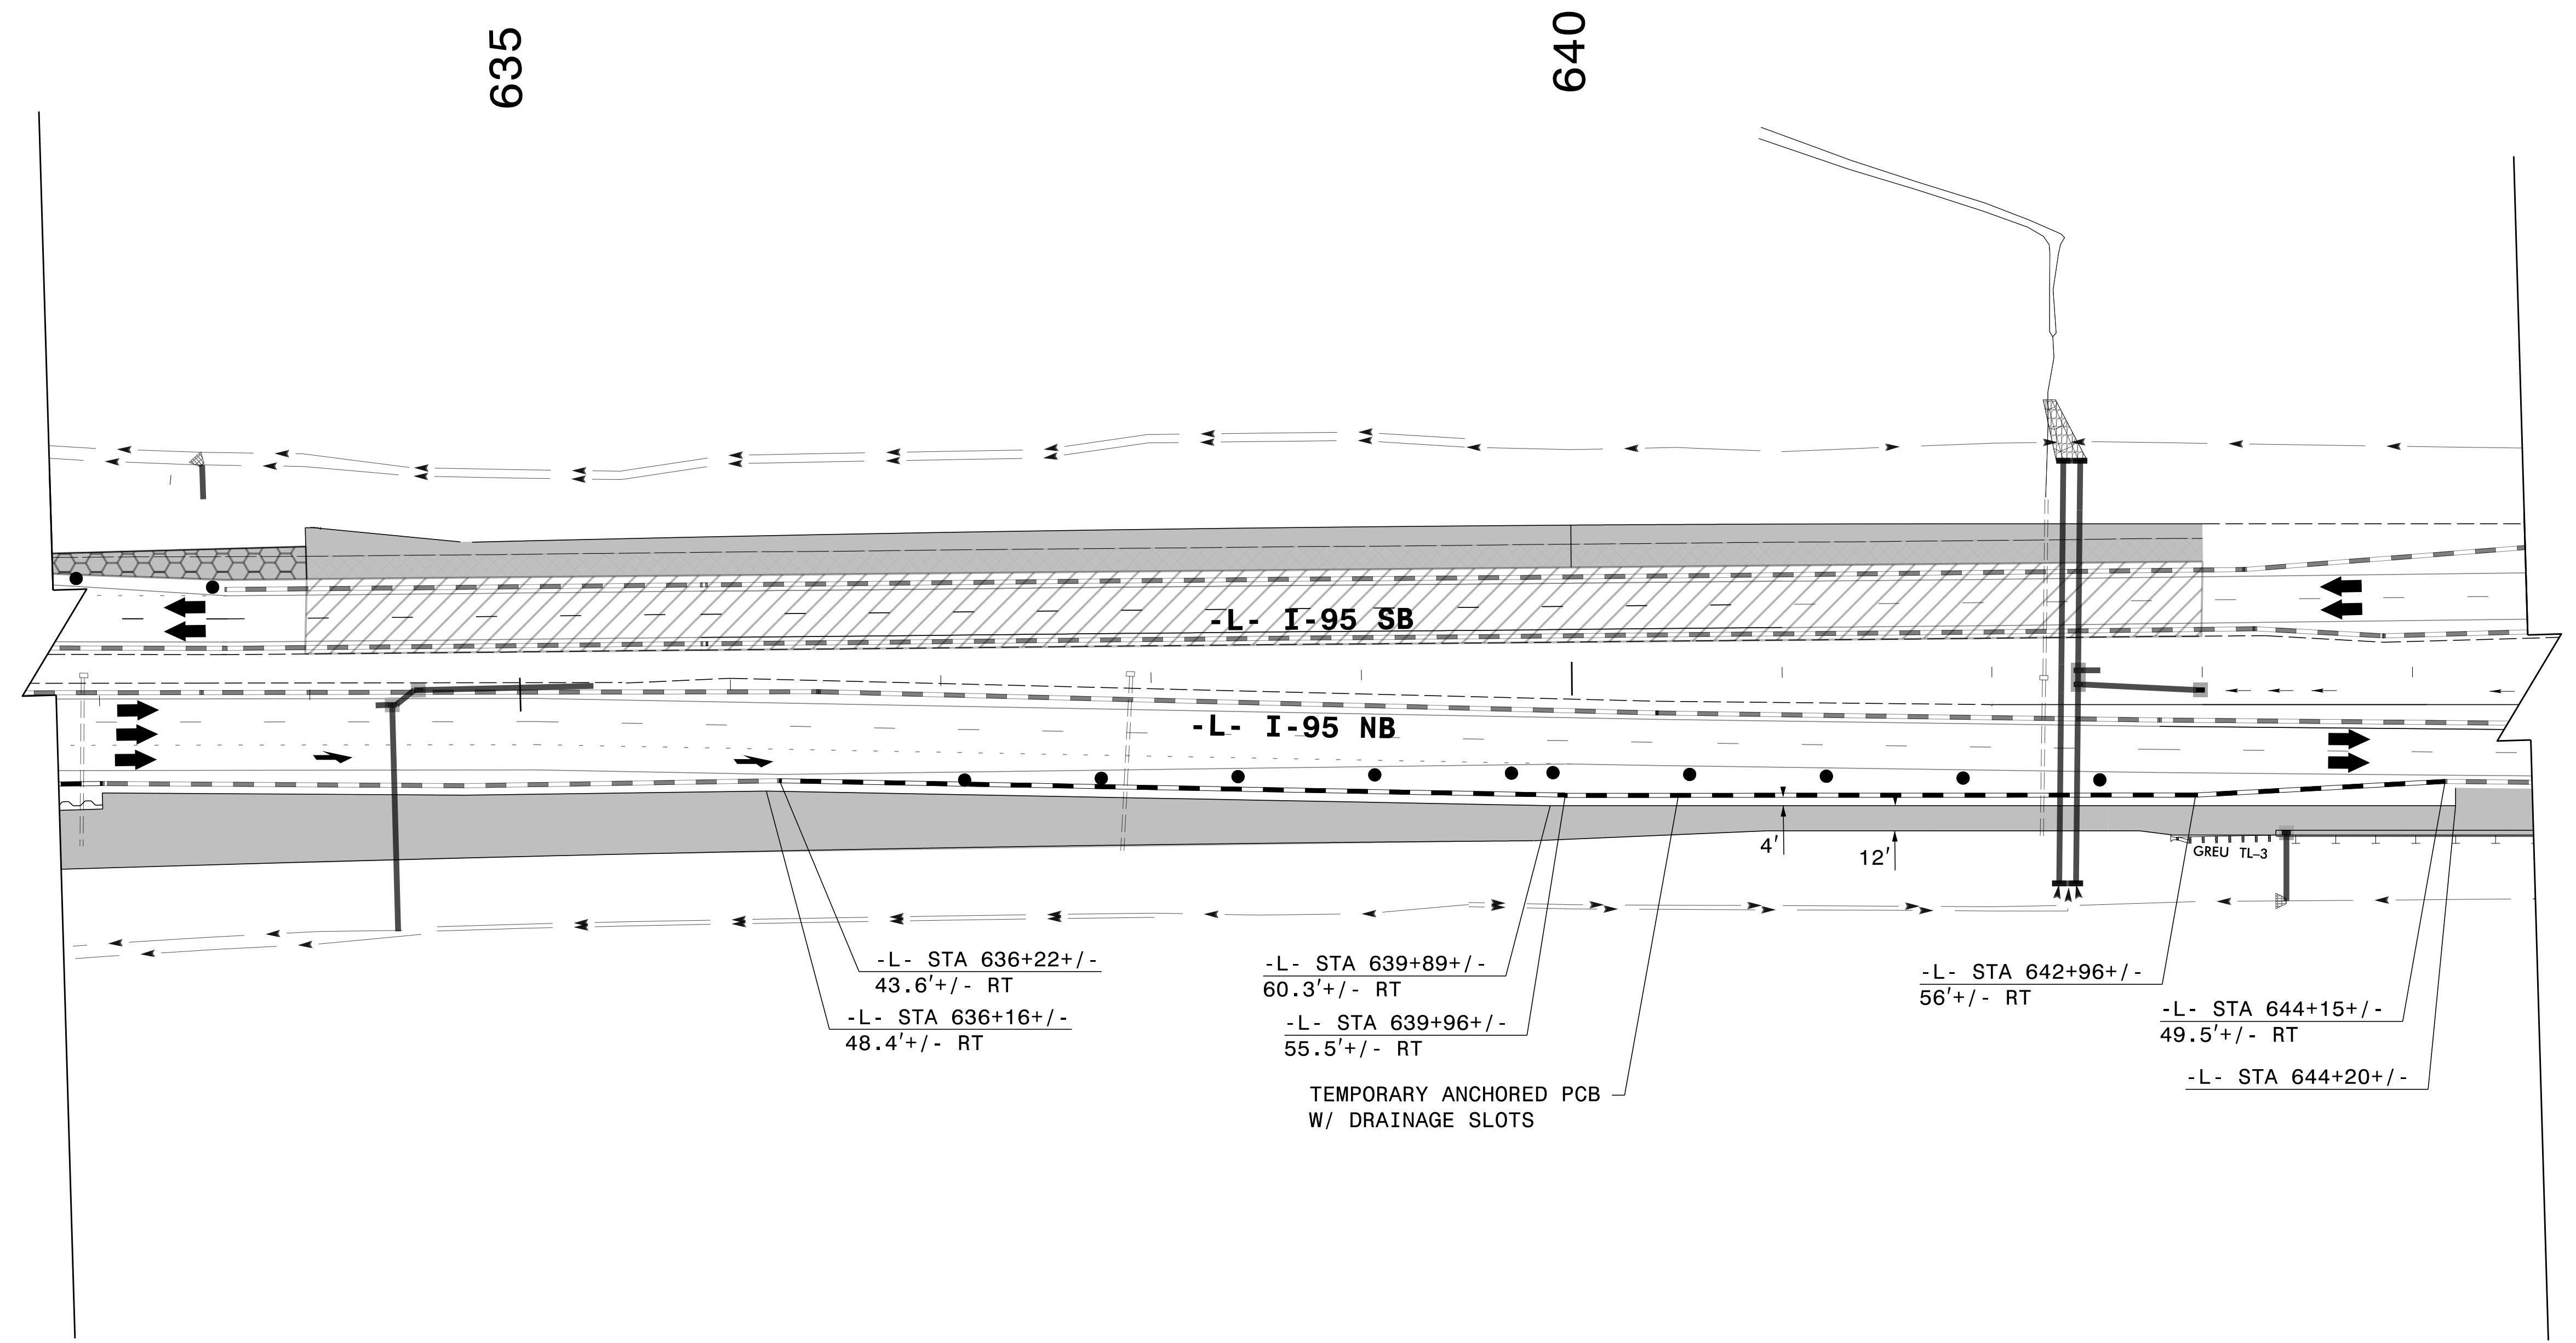 635
640
-L- I-95 SB
-L- I-95 NB
4'
12'
GREU TL-3
-L- STA 636+22+/-
43.6'+/- RT
-L- STA 636+16+/-
48.4'+/- RT
-L- STA 639+89+/-
60.3'+/- RT
-L- STA 639+96+/-
55.5'+/- RT
TEMPORARY ANCHORED PCB
W/ DRAINAGE SLOTS
-L- STA 642+96+/-
56'+/- RT
-L- STA 644+15+/-
49.5'+/- RT
-L- STA 644+20+/-